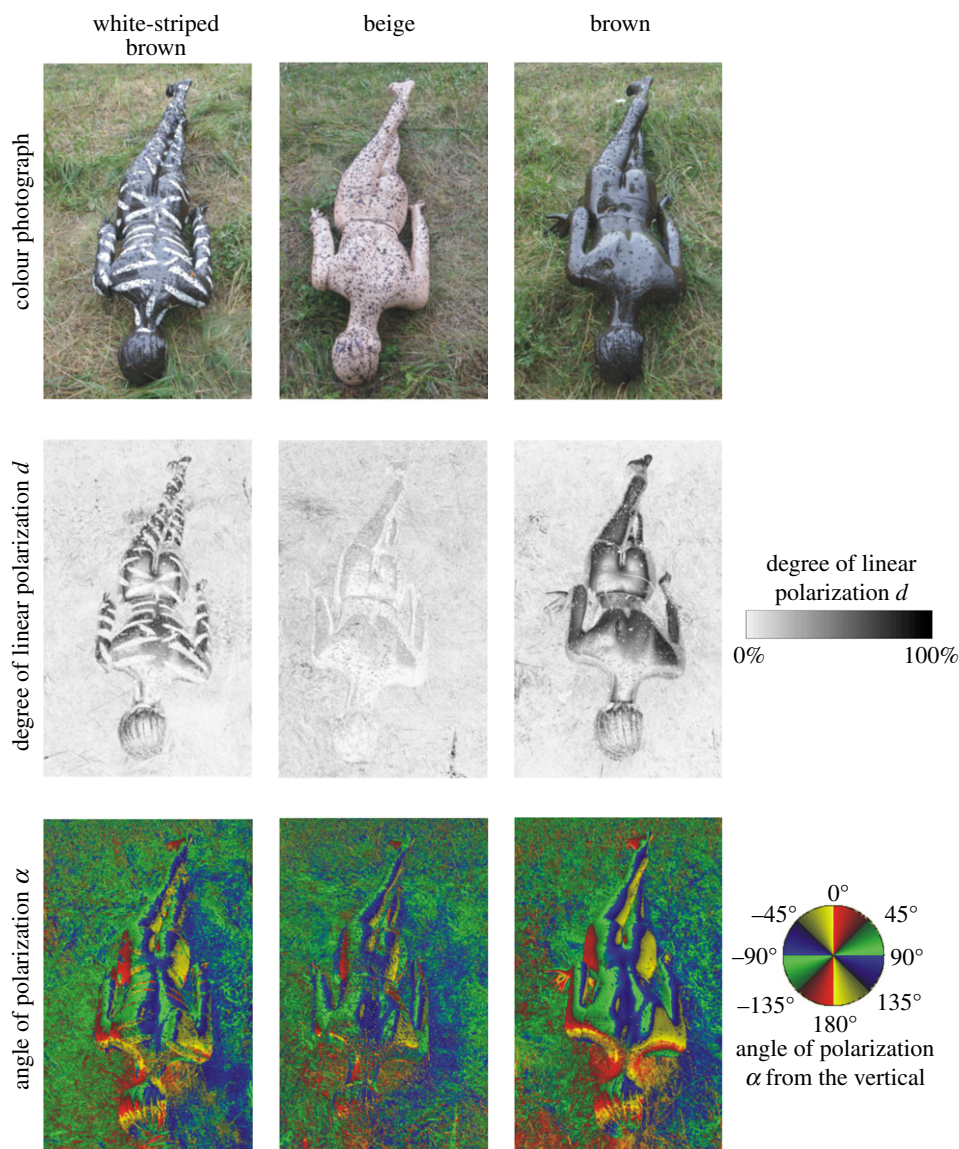 white-striped
brown
beige
brown
colour photograph
degree of linear polarization d
degree of linear
polarization d
0%
100%
angle of polarization α
0°
–45°
45°
–90°
90°
–135°
135°
180°
angle of polarization
α from the vertical